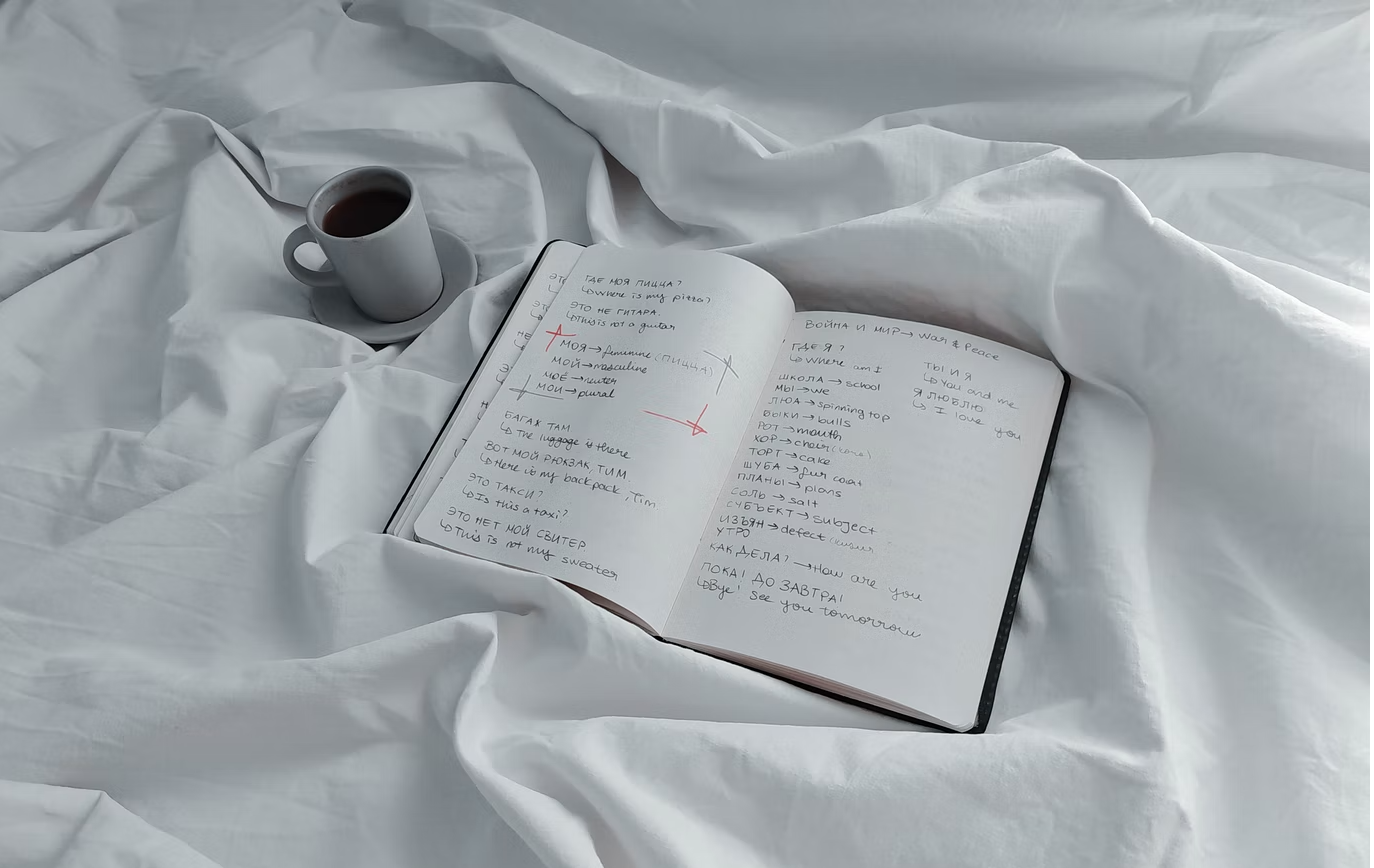 ГДЕ МОЯ ПИЦЦА?
↳Where is my pizza?
ЭТО НЕ ГИТАРА.
↳This is not a guitar
МОЯ→feminine (ПИЦЦА)
МОЙ→masculine
МОЁ→neuter
МОИ→plural
БАГАЖ ТАМ
↳The luggage is there
ВОТ МОЙ РЮКЗАК, ТИМ
↳Here is my backpack, Tim
ЭТО ТАКСИ?
↳Is this a taxi?
ЭТО НЕТ МОЙ СВИТЕР
↳This is not my sweater
ВОЙНА И МИР→ War & Peace
ГДЕ Я ?
↳ Where am I
ШКОЛА → school
МЫ→we
ЛЮА→spinning top
БЫКИ→ bulls
РОТ→mouth
ХОР→choir
ТОРТ→cake
ШУБА →fur coat
ПЛАНЫ→ plans
СОЛЬ → salt
СУБЪЕКТ→ subject
ИЗЪЯН→ defect
УТРО
КАК ДЕЛА? →How are you
ПОКА! ДО ЗАВТРА!
↳Bye! See you tomorrow
ТЫ И Я
↳ You and me
Я ЛЮБЛЮ
↳ I love you